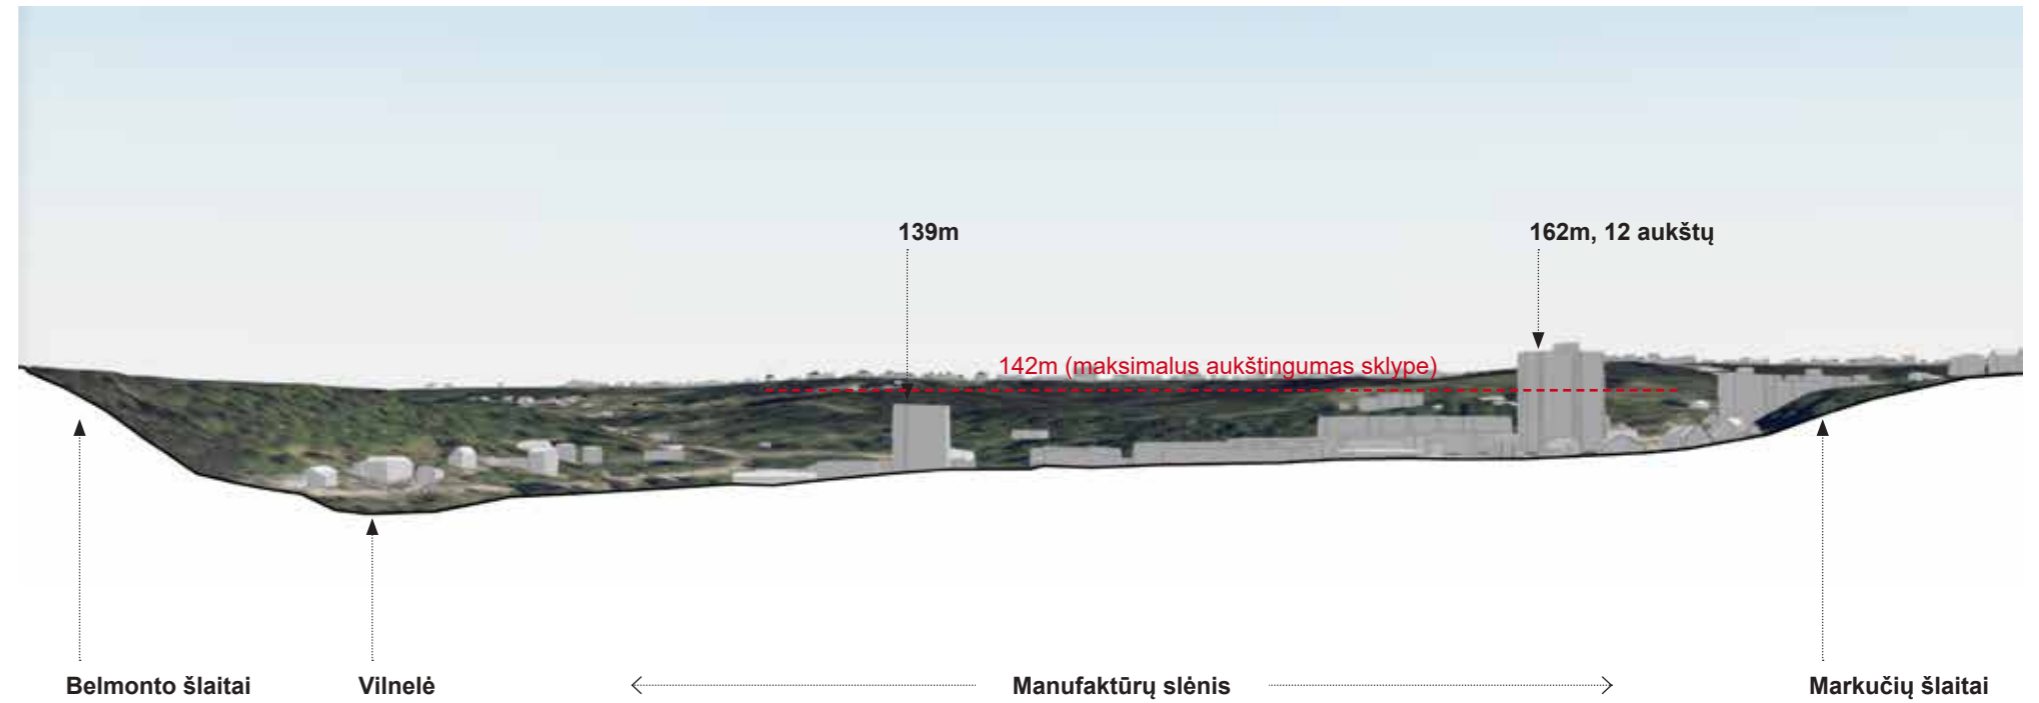 139m
162m, 12 aukštų
142m (maksimalus aukštingumas sklype)
Belmonto šlaitai
Vilnelė
Manufaktūrų slėnis
Markučių šlaitai